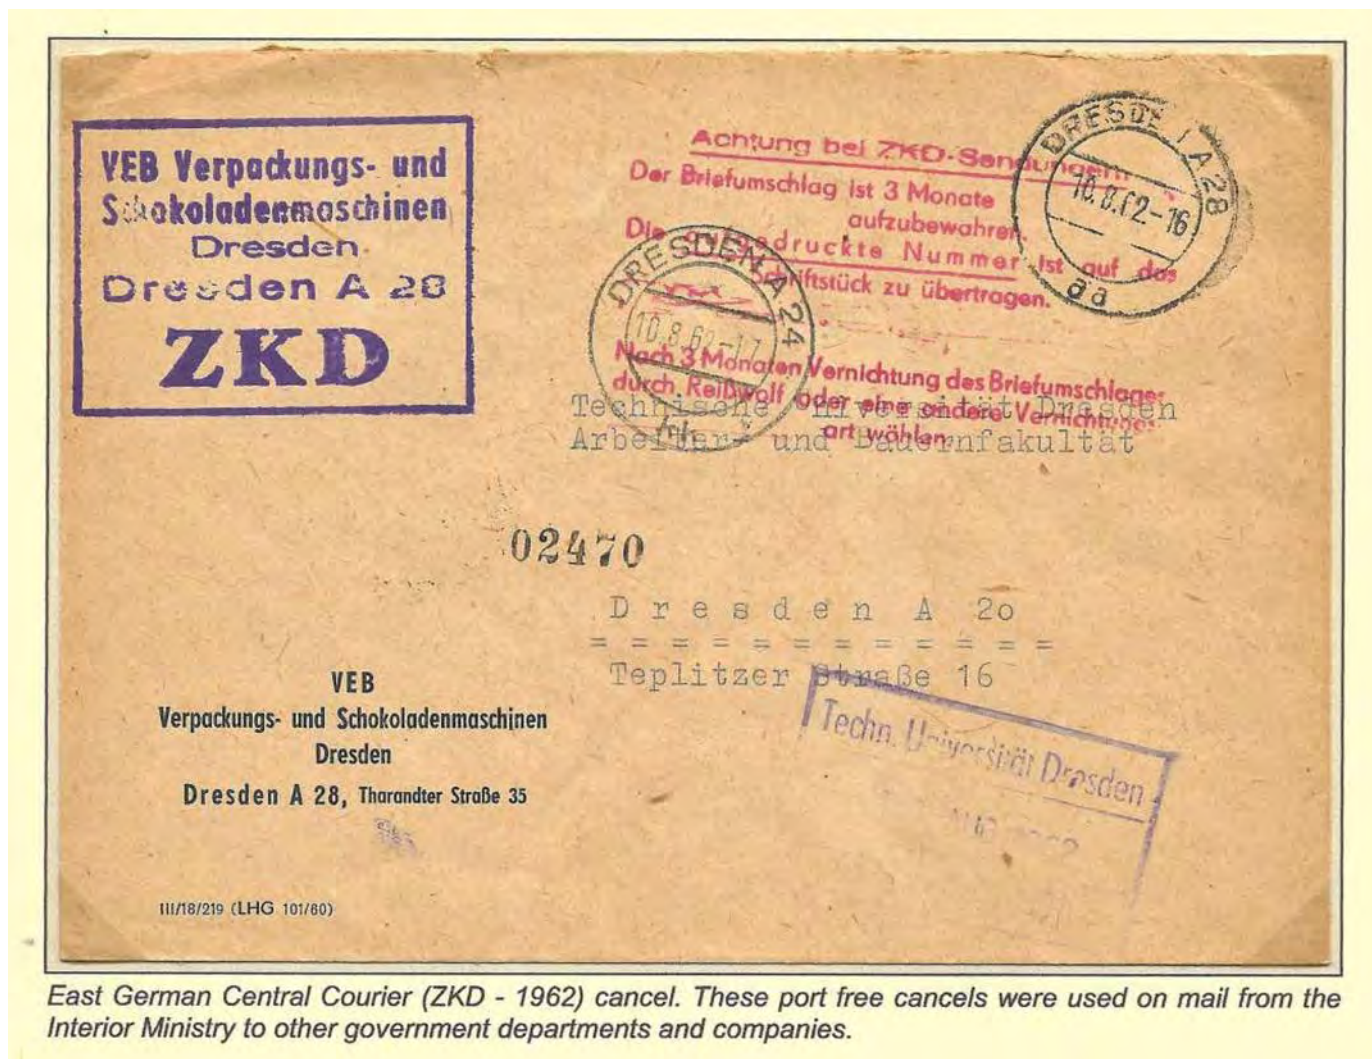 VEB Verpackungs- und
Schokoladenmaschinen
Dresden
Dresden A 28
ZKD
Achtung bei ZKD-Sendungen
Der Briefumschlag ist 3 Monate
aufzubewahren.
Die aufgedruckte Nummer ist auf das
Schriftstück zu übertragen.
Nach 3 Monaten Vernichtung des Briefumschlages
durch Reißwolf oder eine andere Vernichtungs-
art wählen
DRESDEN A 28
10.8.62-16
aa
DRESDEN A 24
10.8.62-17
Technische Universität Dresden
Arbeiter- und Bauernfakultät
02470
Dresden A 2o
= = = = = = = = = = = =
Teplitzer Straße 16
VEB
Verpackungs- und Schokoladenmaschinen
Dresden
Dresden A 28, Tharandter Straße 35
III/18/219 (LHG 101/60)
Techn. Universität Dresden
East German Central Courier (ZKD - 1962) cancel. These port free cancels were used on mail from the
Interior Ministry to other government departments and companies.